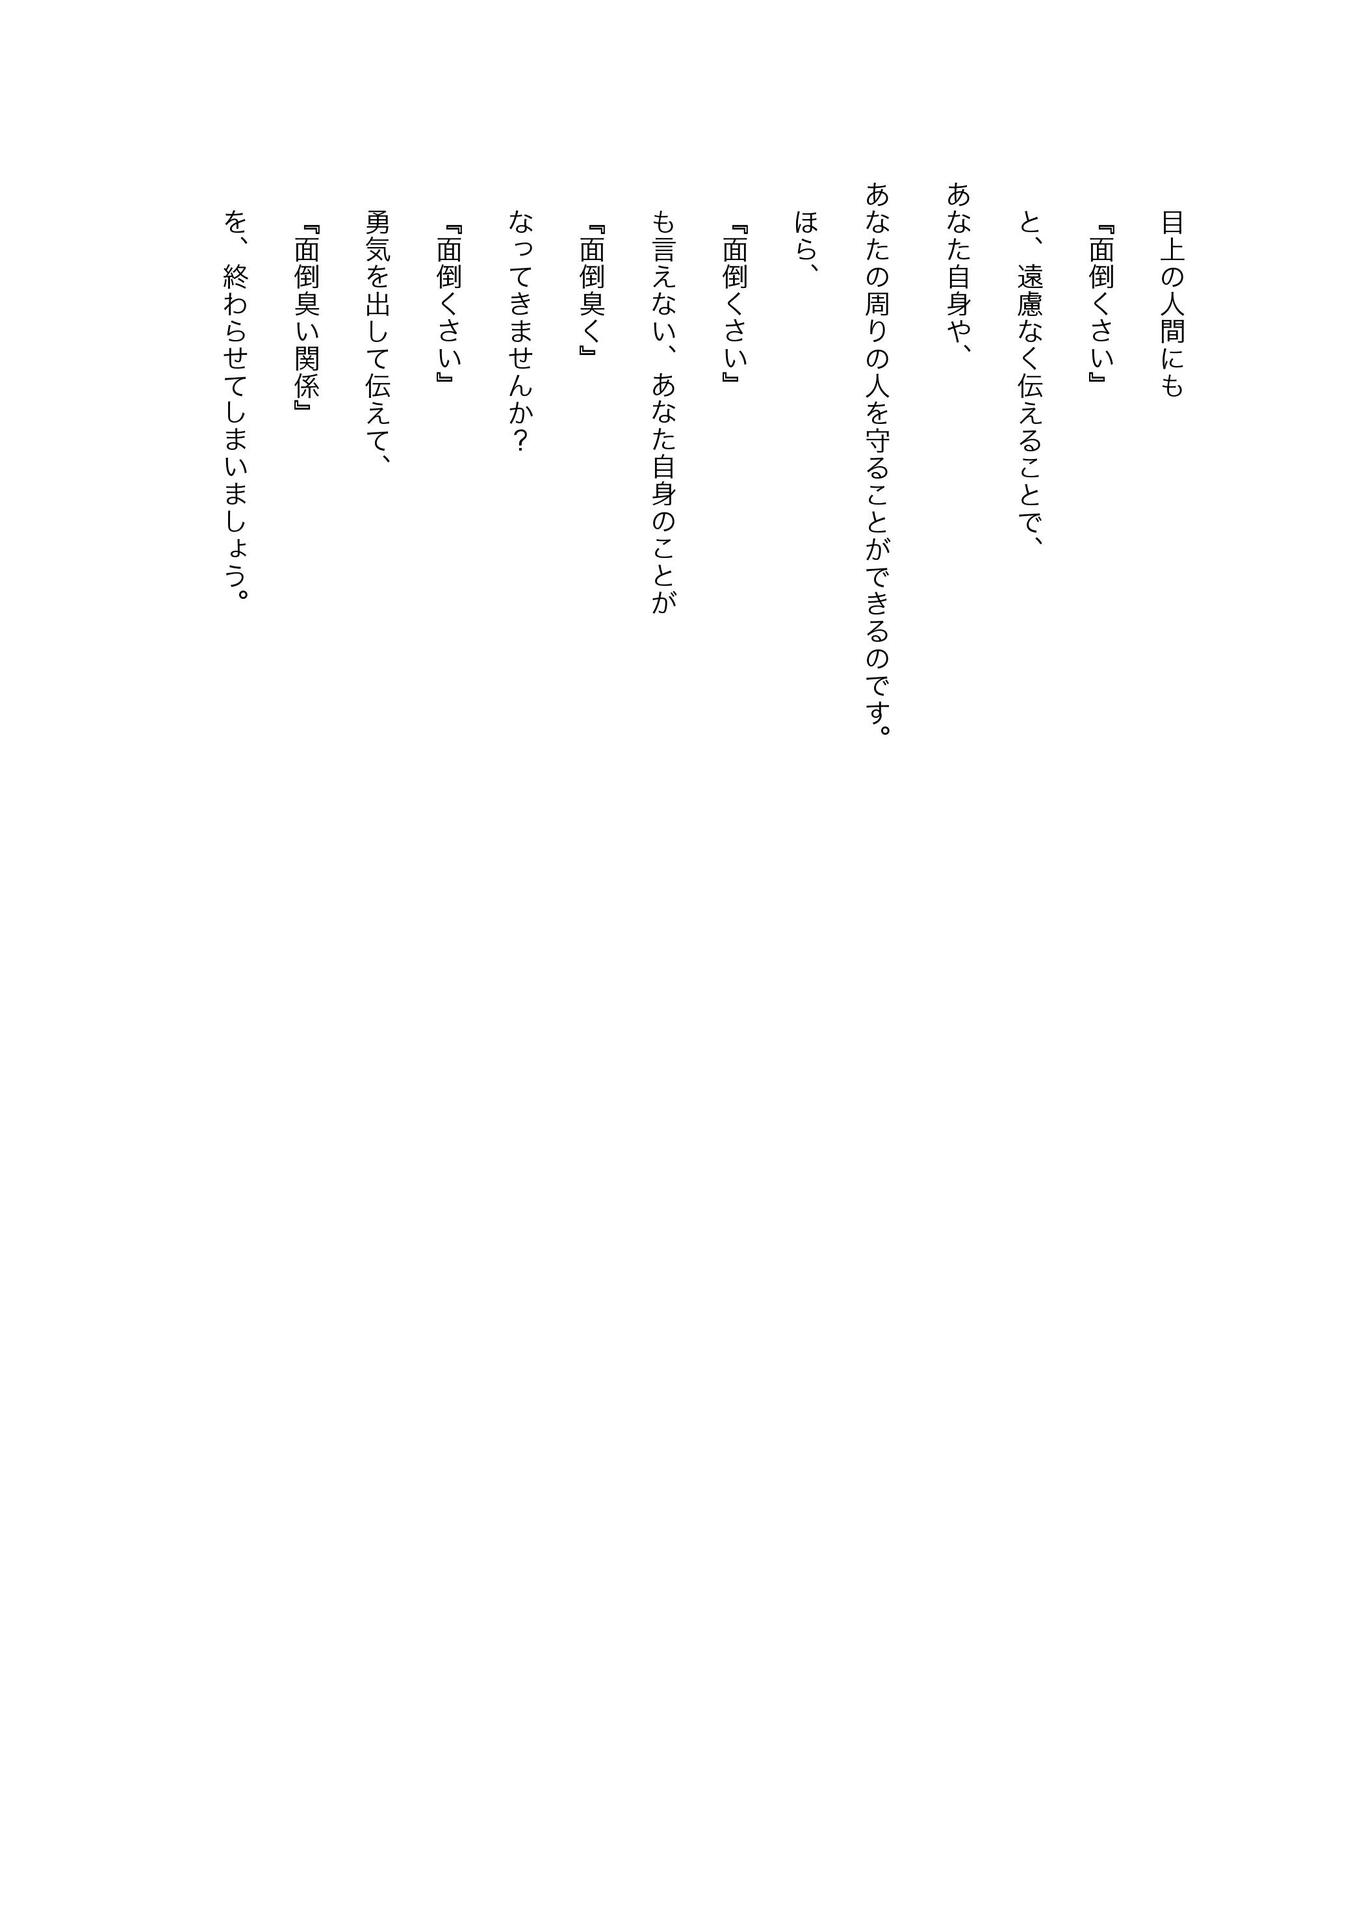 目上の人間にも
『面倒くさい』
と、遠慮なく伝えることで、
あなた自身や、
あなたの周りの人を守ることができるのです。
ほら、
『面倒くさい』
も言えない、あなた自身のことが
『面倒臭く』
なってきませんか？
『面倒くさい』
勇気を出して伝えて、
『面倒臭い関係』
を、終わらせてしまいましょう。